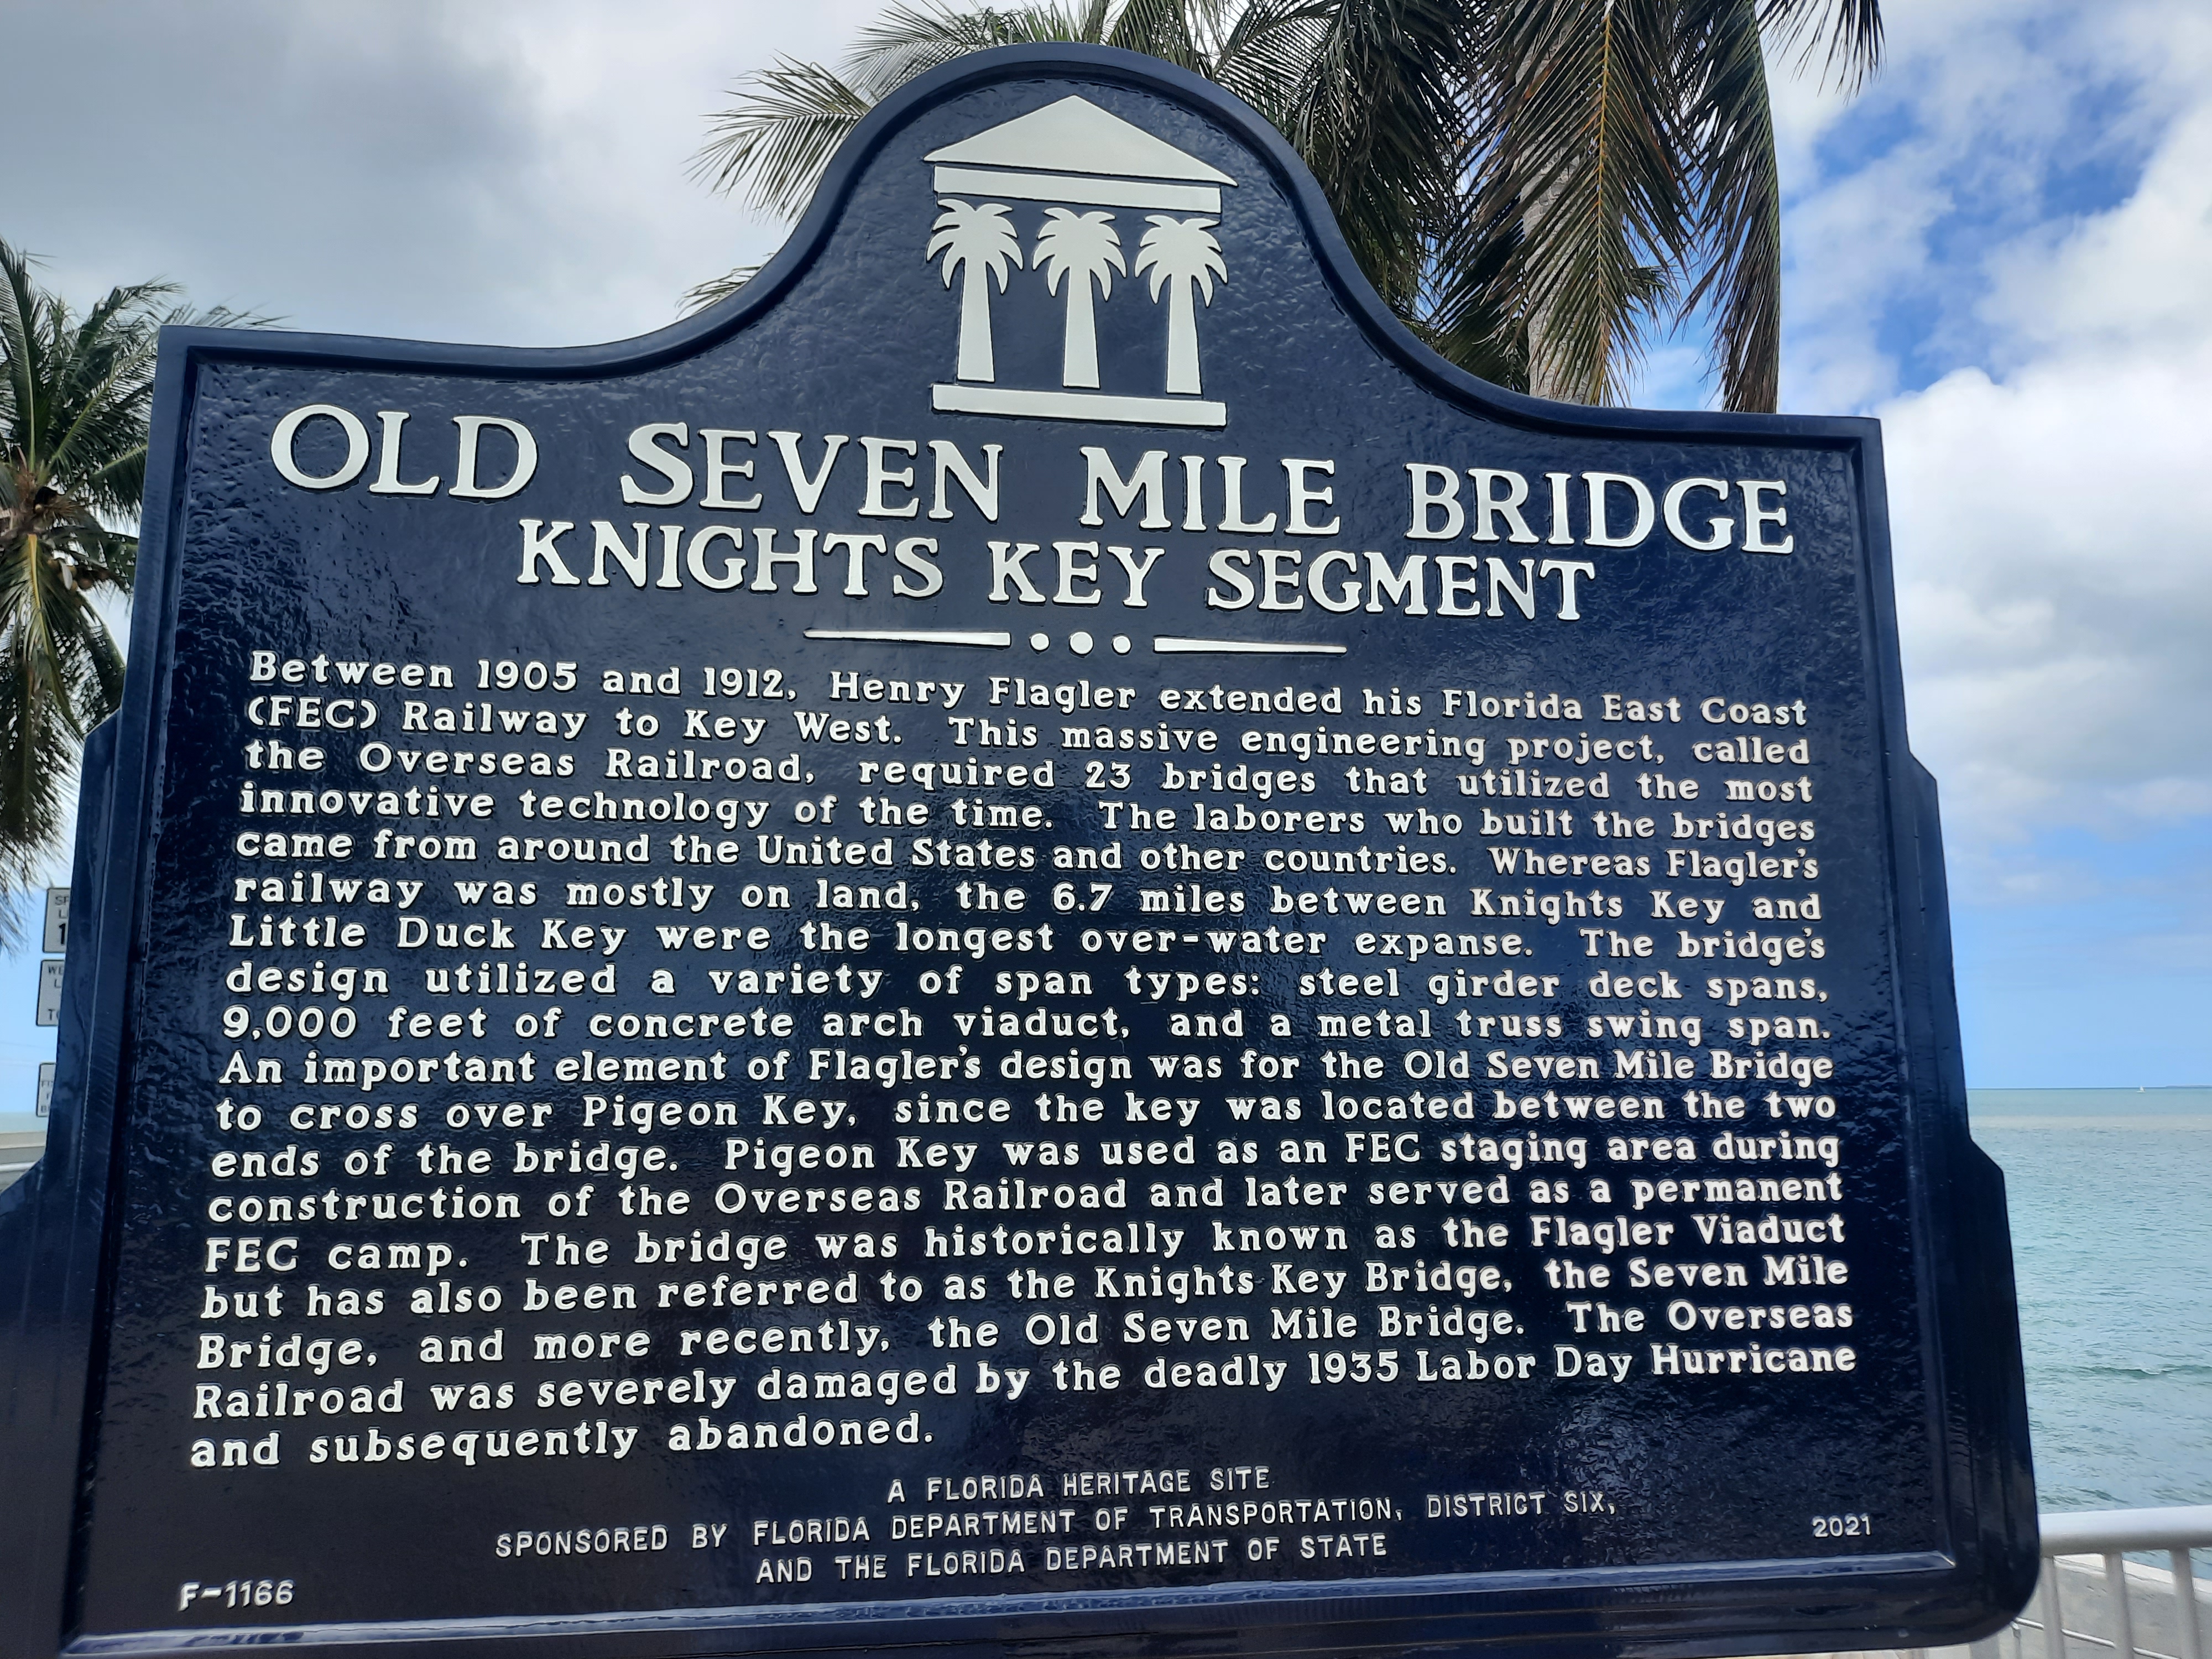 OLD SEVEN MILE BRIDGE
KNIGHTS KEY SEGMENT
Between 1905 and 1912, Henry Flagler extended his Florida East Coast
(FEC) Railway to Key West. This massive engineering project, called
the Overseas Railroad, required 23 bridges that utilized the most
innovative technology of the time. The laborers who built the bridges
came from around the United States and other countries. Whereas Flagler's
railway was mostly on land, the 6.7 miles between Knights Key and
Little Duck Key were the longest over-water expanse. The bridge's
design utilized a variety of span types: steel girder deck spans,
9,000 feet of concrete arch viaduct, and a metal truss swing span.
An important element of Flagler's design was for the Old Seven Mile Bridge
to cross over Pigeon Key, since the key was located between the two
ends of the bridge. Pigeon Key was used as an FEC staging area during
construction of the Overseas Railroad and later served as a permanent
FEC camp. The bridge was historically known as the Flagler Viaduct
but has also been referred to as the Knights Key Bridge, the Seven Mile
Bridge, and more recently, the Old Seven Mile Bridge. The Overseas
Railroad was severely damaged by the deadly 1935 Labor Day Hurricane
and subsequently abandoned.
A FLORIDA HERITAGE SITE
SPONSORED BY FLORIDA DEPARTMENT OF TRANSPORTATION, DISTRICT SIX,
AND THE FLORIDA DEPARTMENT OF STATE
2021
F-1166